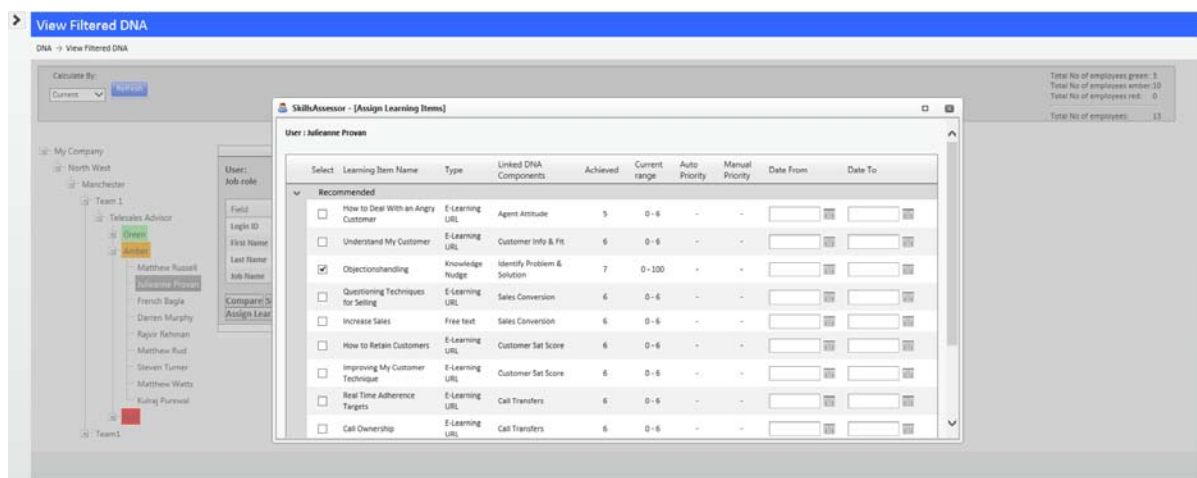 View Filtered DNA
DNA → View Filtered DNA
Calculate By:
Current Refresh
Total No of employees green: 3
Total No of employees amber: 10
Total No of employees red: 0
Total No of employees: 13
My Company
North West
Manchester
Team 1
Telesales Advisor
Green
Amber
Matthew Russell
Julieanne Provan
French Bagla
Darren Murphy
Rajvir Rehman
Matthew Rud
Steven Turner
Matthew Watts
Kulraj Purewal
Team1
User:
Job role
Field
Login ID
First Name
Last Name
Job Name
Compare
Assign Lear
SkillsAssessor - [Assign Learning Items]
User : Julieanne Provan
Select Learning Item Name Type Linked DNA Components Achieved Current range Auto Priority Manual Priority Date From Date To
Recommended
How to Deal With an Angry Customer E-Learning URL Agent Attitude 5 0 - 6 - -
Understand My Customer E-Learning URL Customer Info & Fit 6 0 - 6 - -
Objectionshandling Knowledge Nudge Identify Problem & Solution 7 0 - 100 - -
Questioning Techniques for Selling E-Learning URL Sales Conversion 6 0 - 6 - -
Increase Sales Free text Sales Conversion 6 0 - 6 - -
How to Retain Customers E-Learning URL Customer Sat Score 6 0 - 6 - -
Improving My Customer Technique E-Learning URL Customer Sat Score 6 0 - 6 - -
Real Time Adherence Targets E-Learning URL Call Transfers 6 0 - 6 - -
Call Ownership E-Learning URL Call Transfers 6 0 - 6 - -